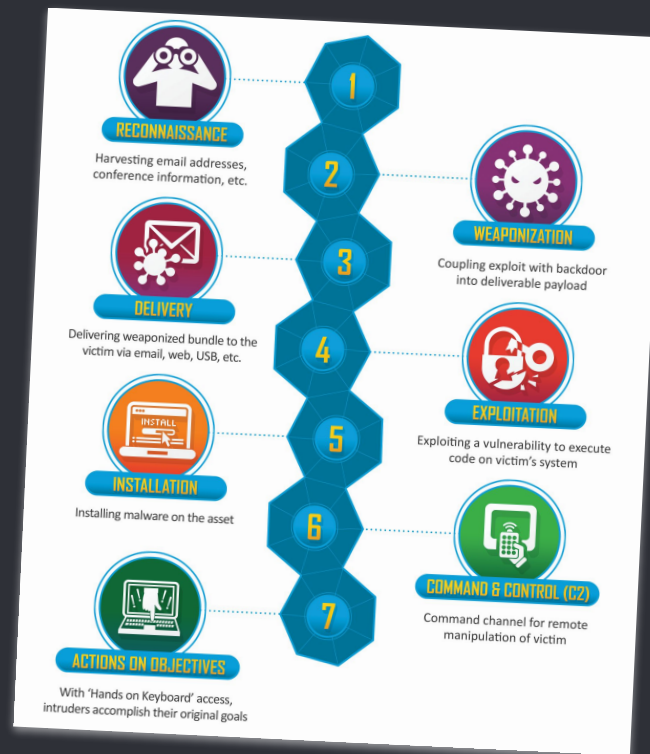 1
RECONNAISSANCE
Harvesting email addresses,
conference information, etc.
2
WEAPONIZATION
Coupling exploit with backdoor
into deliverable payload
3
DELIVERY
Delivering weaponized bundle to the
victim via email, web, USB, etc.
4
EXPLOITATION
Exploiting a vulnerability to execute
code on victim's system
5
INSTALL
INSTALLATION
Installing malware on the asset
6
COMMAND & CONTROL (C2)
Command channel for remote
manipulation of victim
7
ACTIONS ON OBJECTIVES
With 'Hands on Keyboard' access,
intruders accomplish their original goals